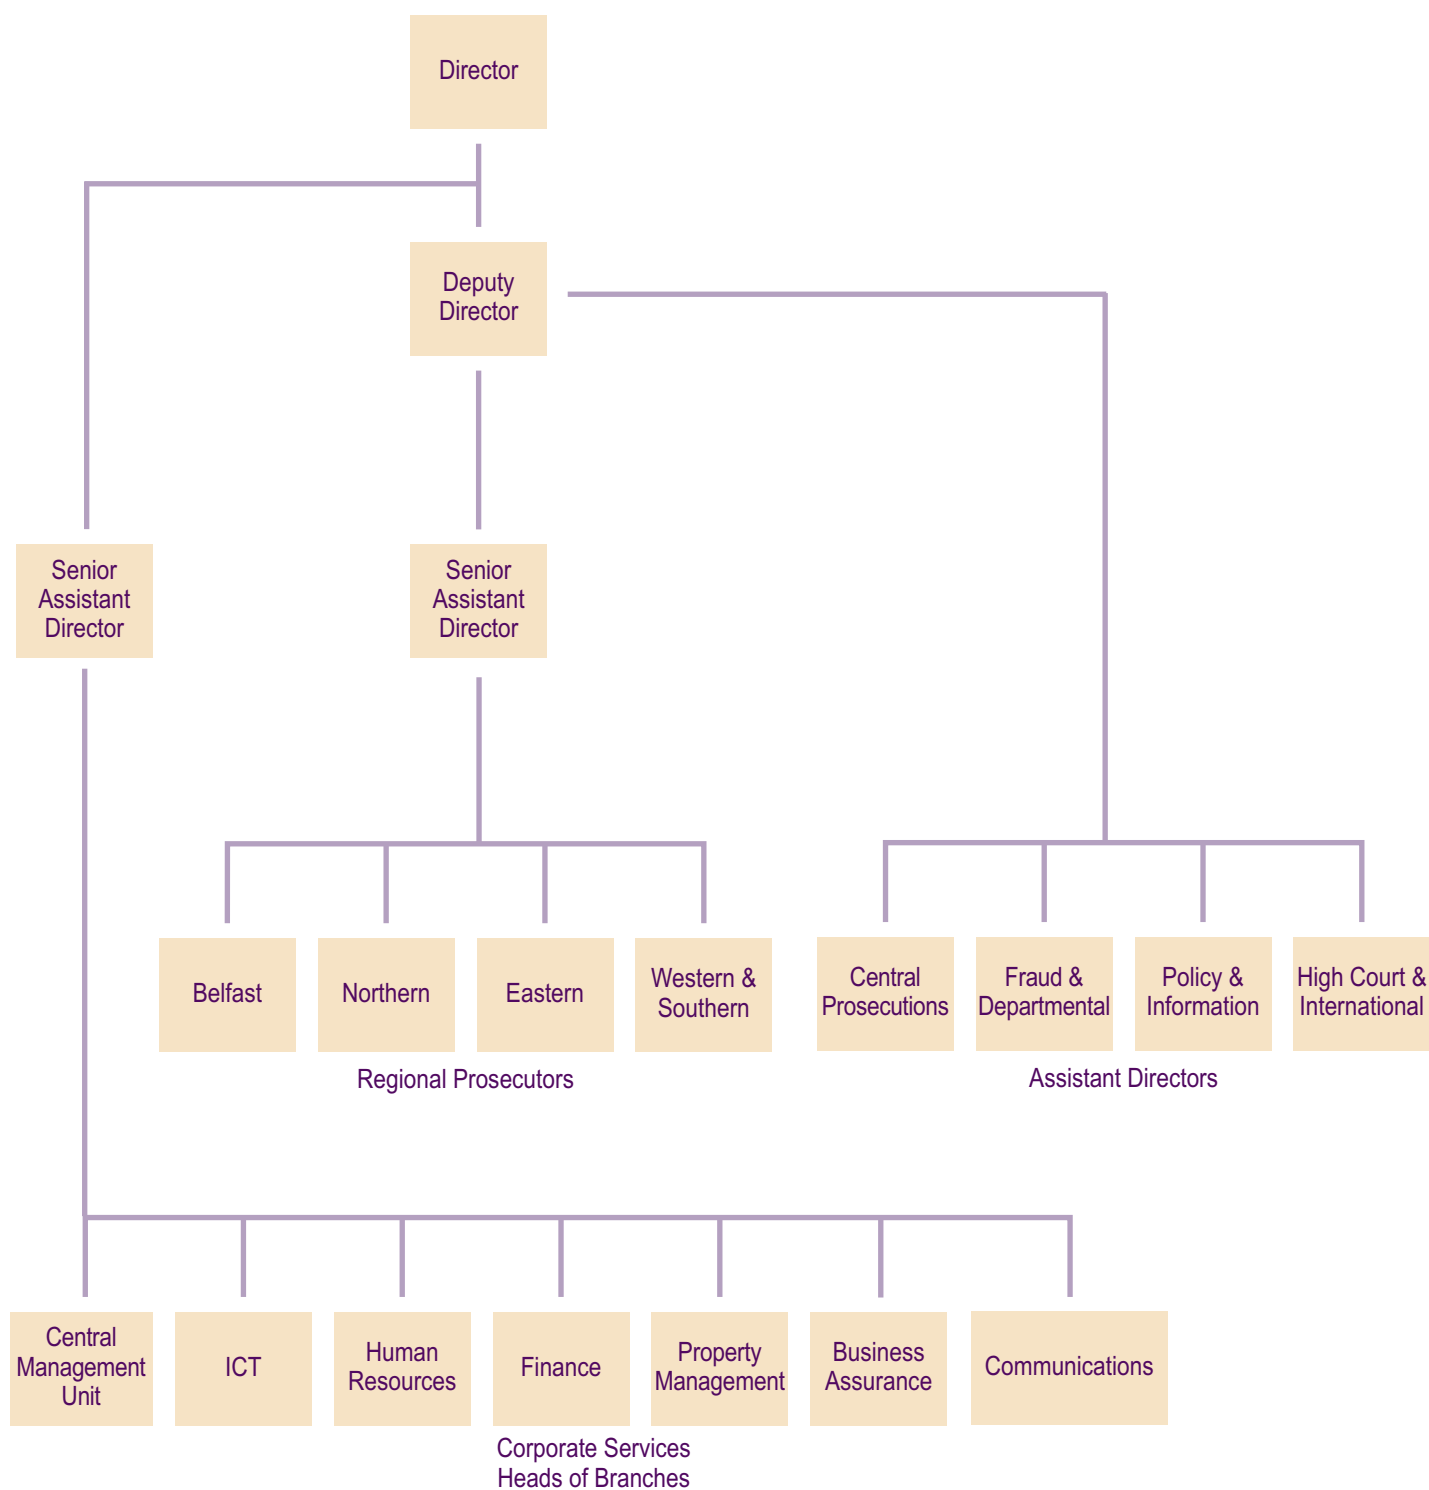 Director
Deputy
Director
Senior
Assistant
Director
Senior
Assistant
Director
Belfast
Northern
Eastern
Western &
Southern
Central
Prosecutions
Fraud &
Departmental
Policy &
Information
High Court &
International
Regional Prosecutors
Assistant Directors
Central
Management
Unit
ICT
Human
Resources
Finance
Property
Management
Business
Assurance
Communications
Corporate Services
Heads of Branches